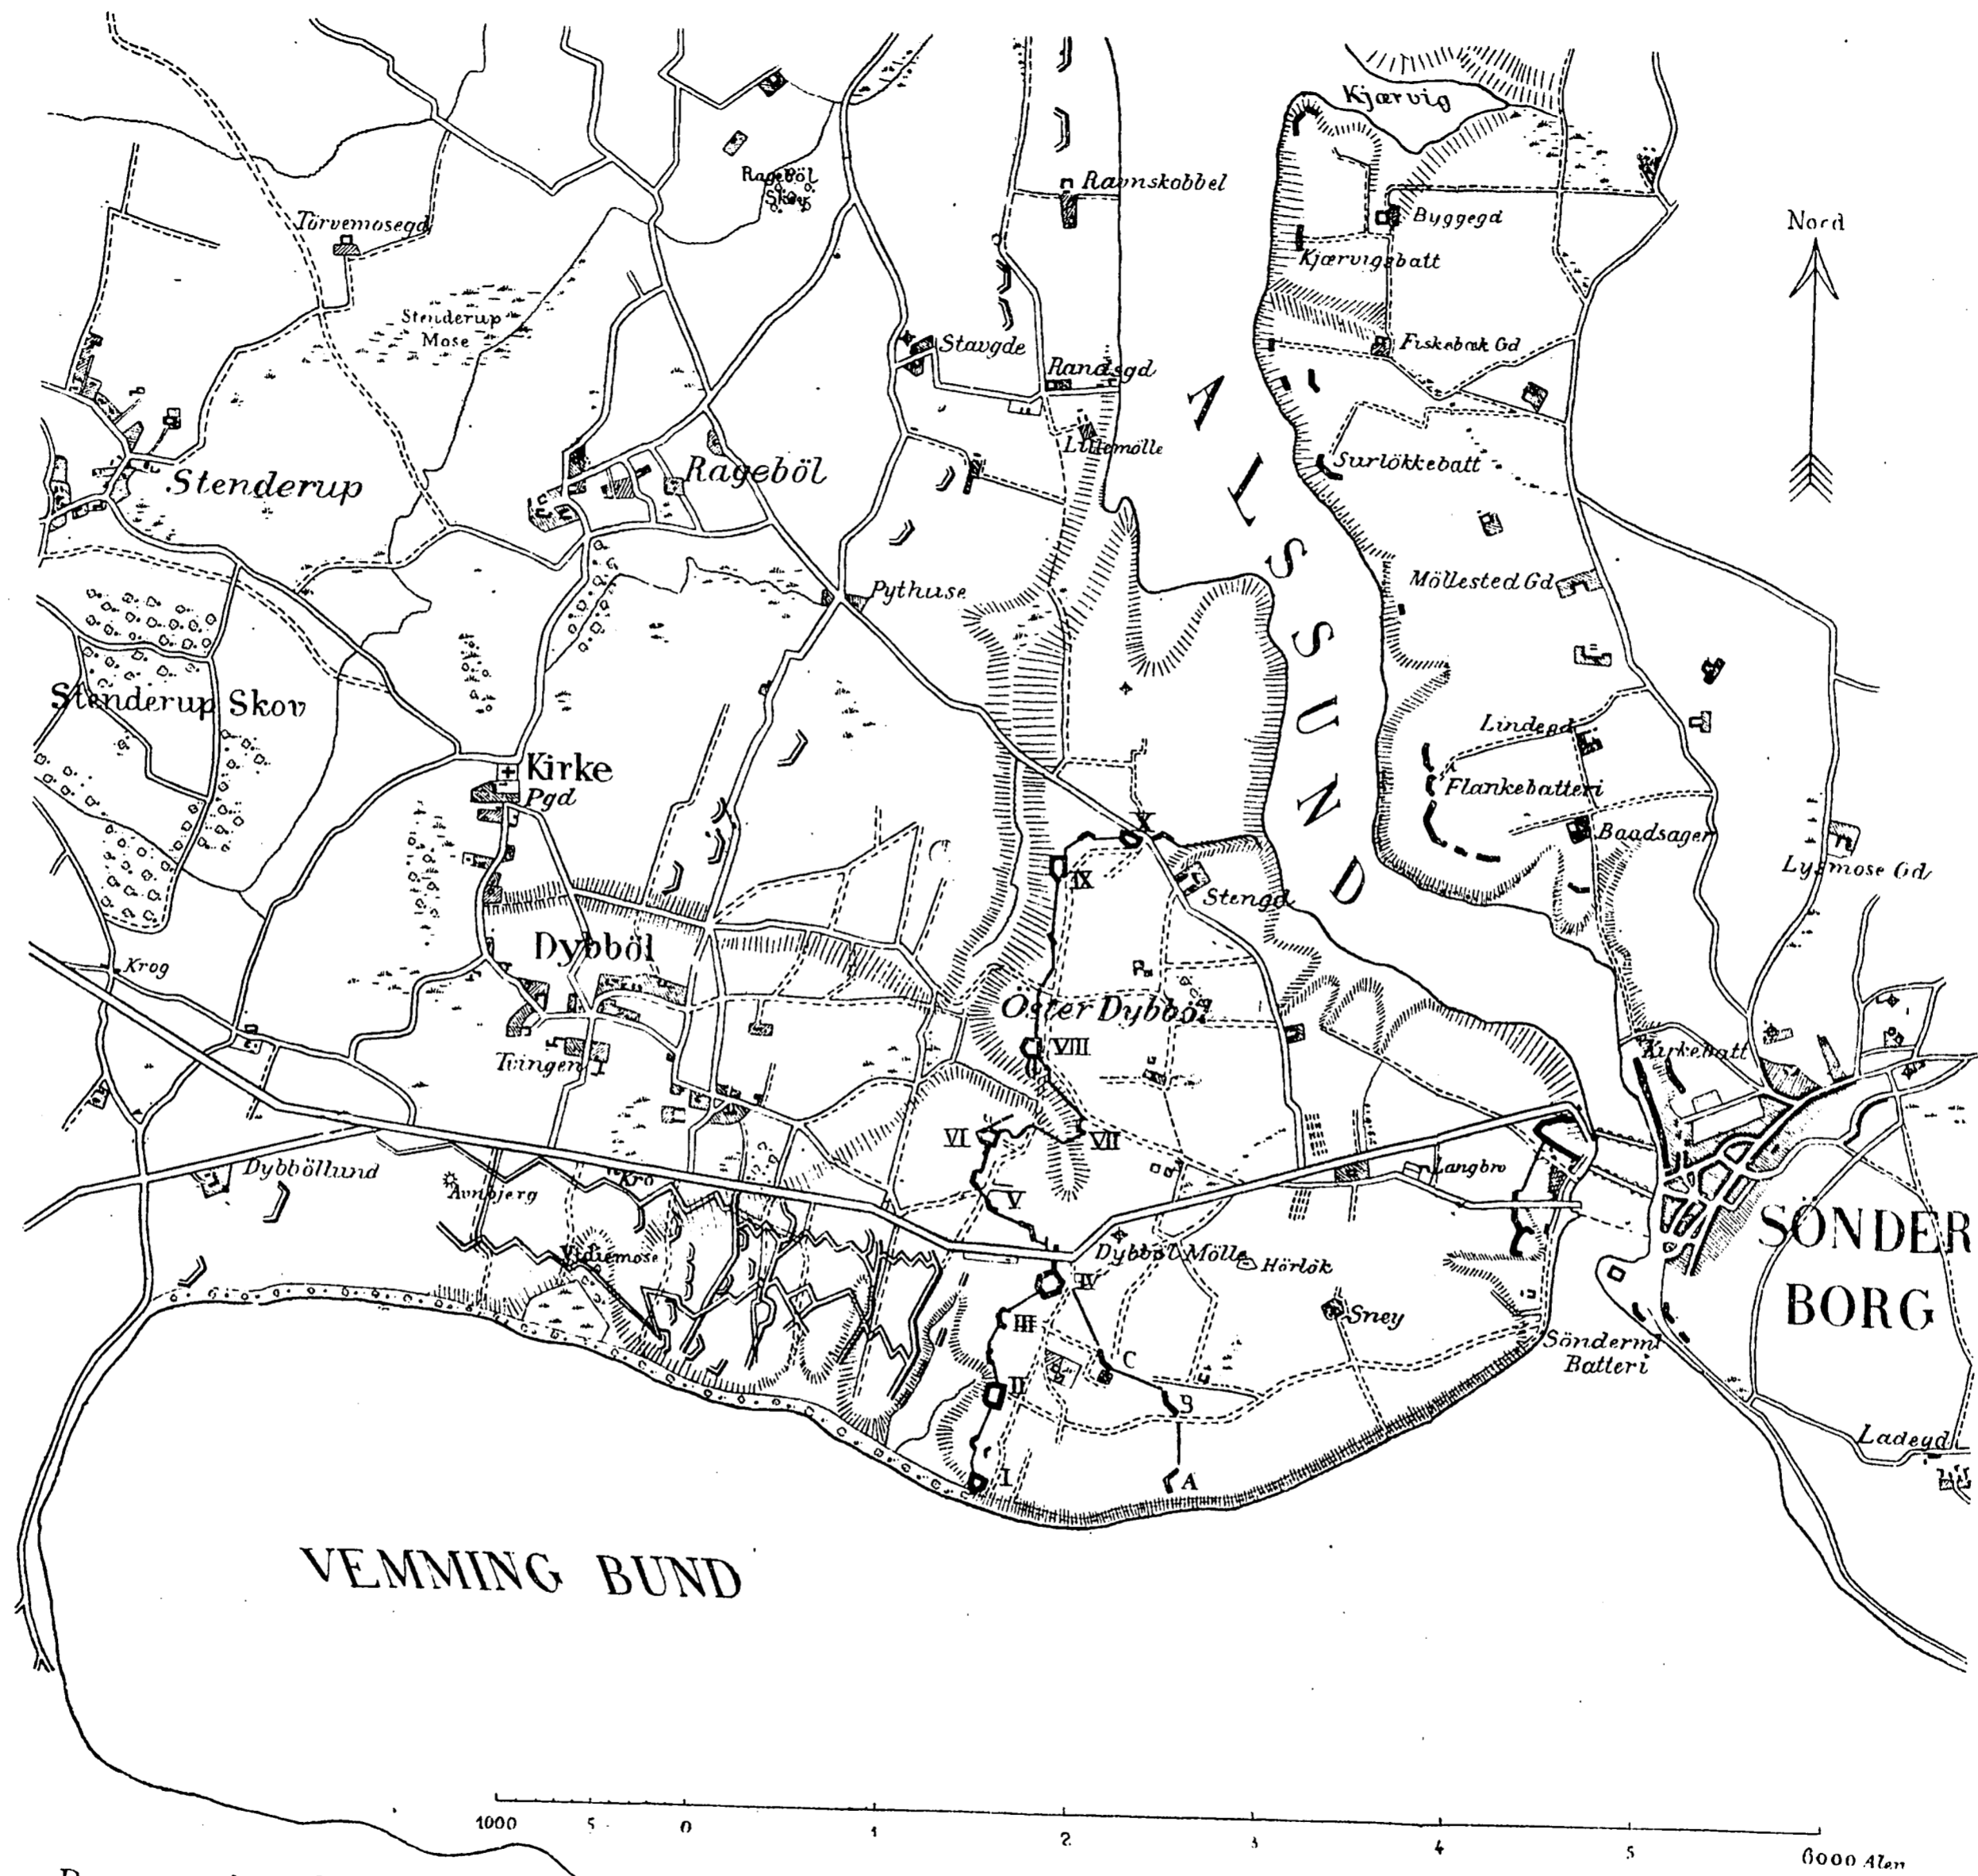 Kjærvig
Rageböl
Skov
Ravnskobbel
Törvemosegd
Byggegd
Nord
Kjærvigsbatt
Stenderup
Mose
Stavgde
Fiskebæk Gd
Randsgd
ALSSUND
Lillemölle
Surlökkebatt
Stenderup
Rageböl
Pythuse
Möllested Gd
Stenderup Skov
Lindegd
Kirke
Pgd
Flankebatteri
X
Baadsager
Lysmose Gd
IX
Stengd
Dybböl
Krog
Öster Dybböl
VIII
Kirkebatt
Tvingen
VI
VII
Dybböllund
Avnbjerg
Kro
Langbro
V
SÖNDER
BORG
Vidiemose
Dybböl Mölle
Hörlök
IV
III
Sney
Sönderml
Batteri
C
II
B
Ladegd
I
A
VEMMING BUND
1000 5 0 1 2 3 4 5 6000 Alen